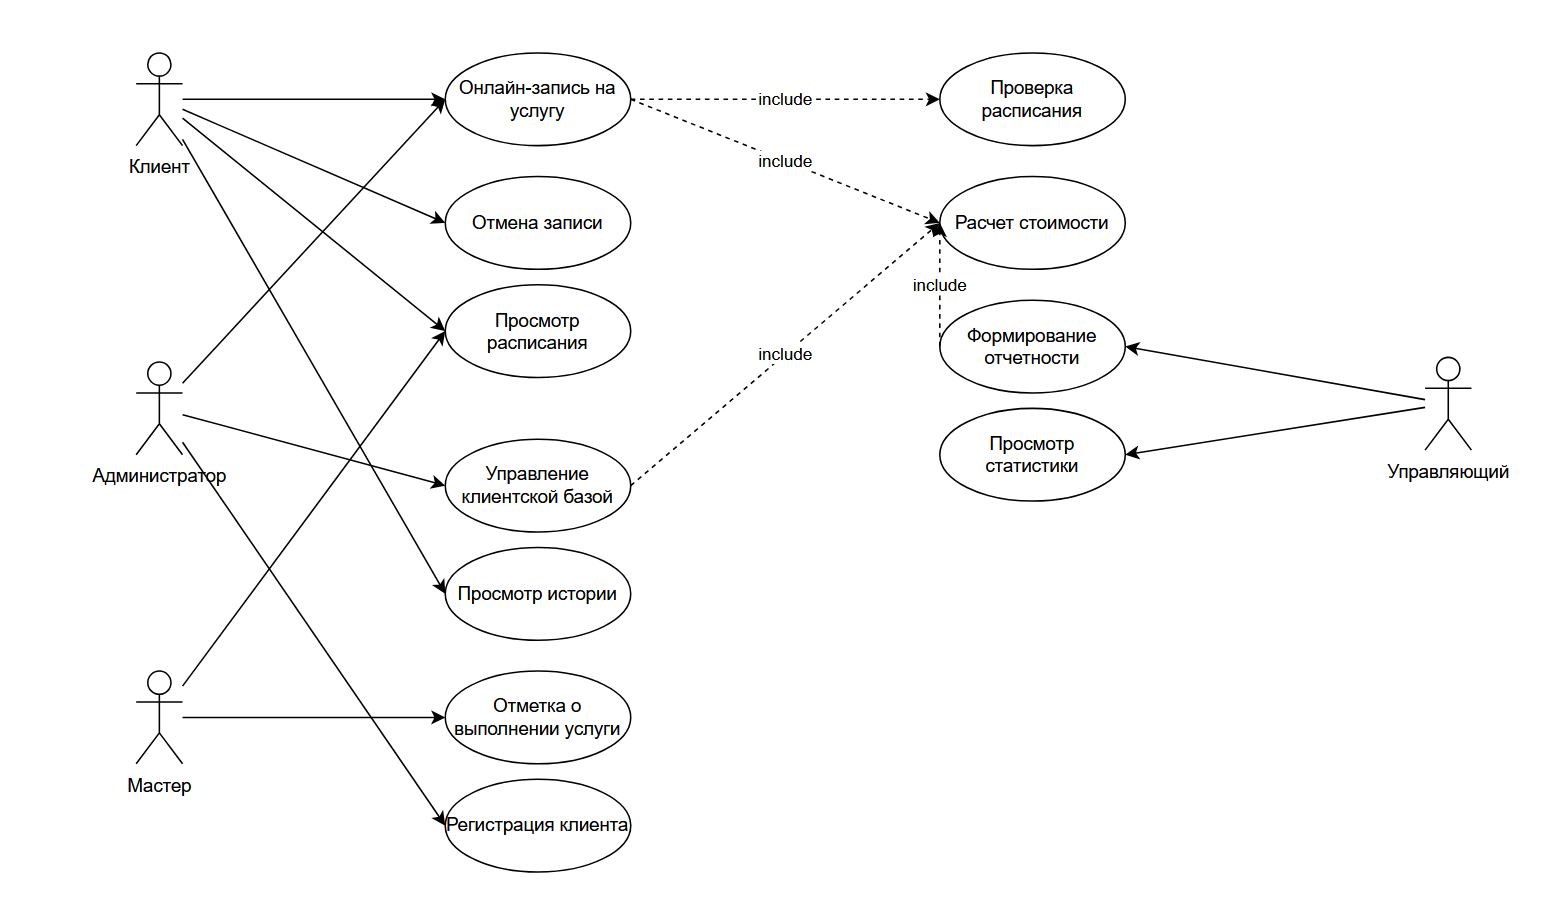 Клиент
Администратор
Мастер
Онлайн-запись на
услугу
Отмена записи
Просмотр
расписания
Управление
клиентской базой
Просмотр истории
Отметка о
выполнении услуги
Регистрация клиента
include
include
include
include
Проверка
расписания
Расчет стоимости
Формирование
отчетности
Просмотр
статистики
Управляющий